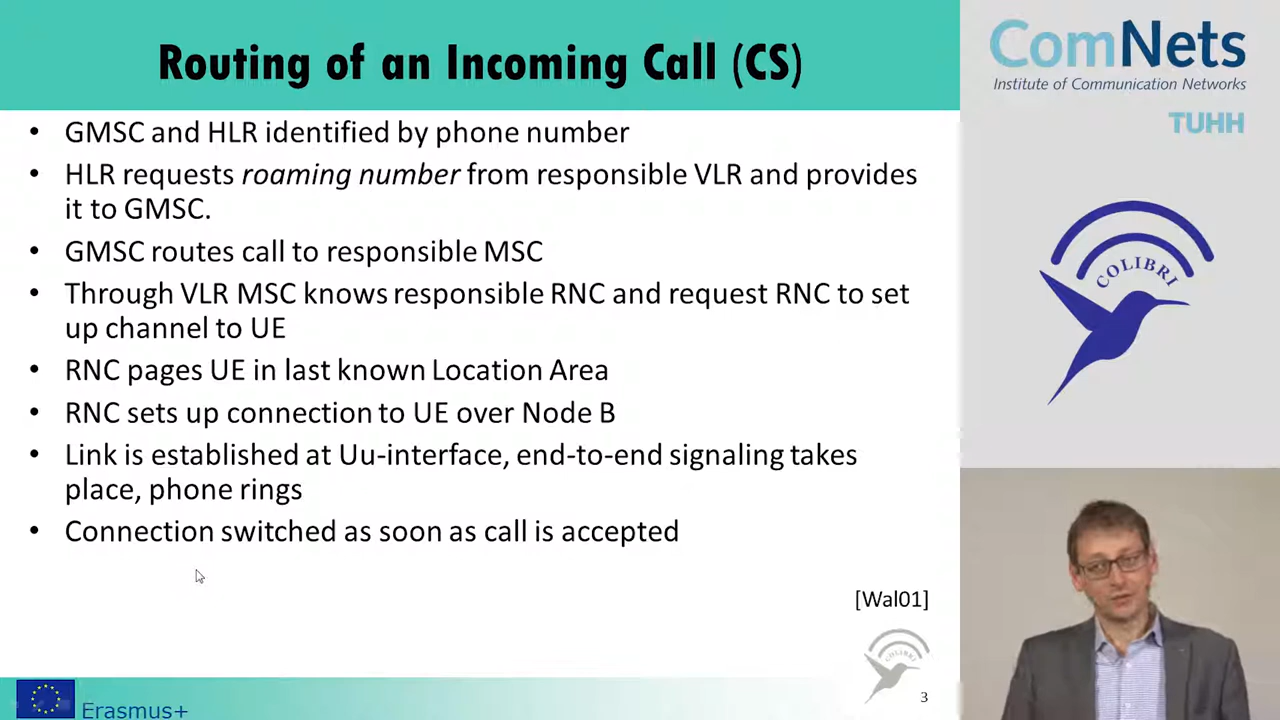 Routing of an Incoming Call (CS)
• GMSC and HLR identified by phone number
• HLR requests roaming number from responsible VLR and provides
it to GMSC.
• GMSC routes call to responsible MSC
• Through VLR MSC knows responsible RNC and request RNC to set
up channel to UE
• RNC pages UE in last known Location Area
• RNC sets up connection to UE over Node B
• Link is established at Uu-interface, end-to-end signaling takes
place, phone rings
• Connection switched as soon as call is accepted
[Wal01]
COLIBRI
3
Erasmus+
ComNets
Institute of Communication Networks
TUHH
COLIBRI